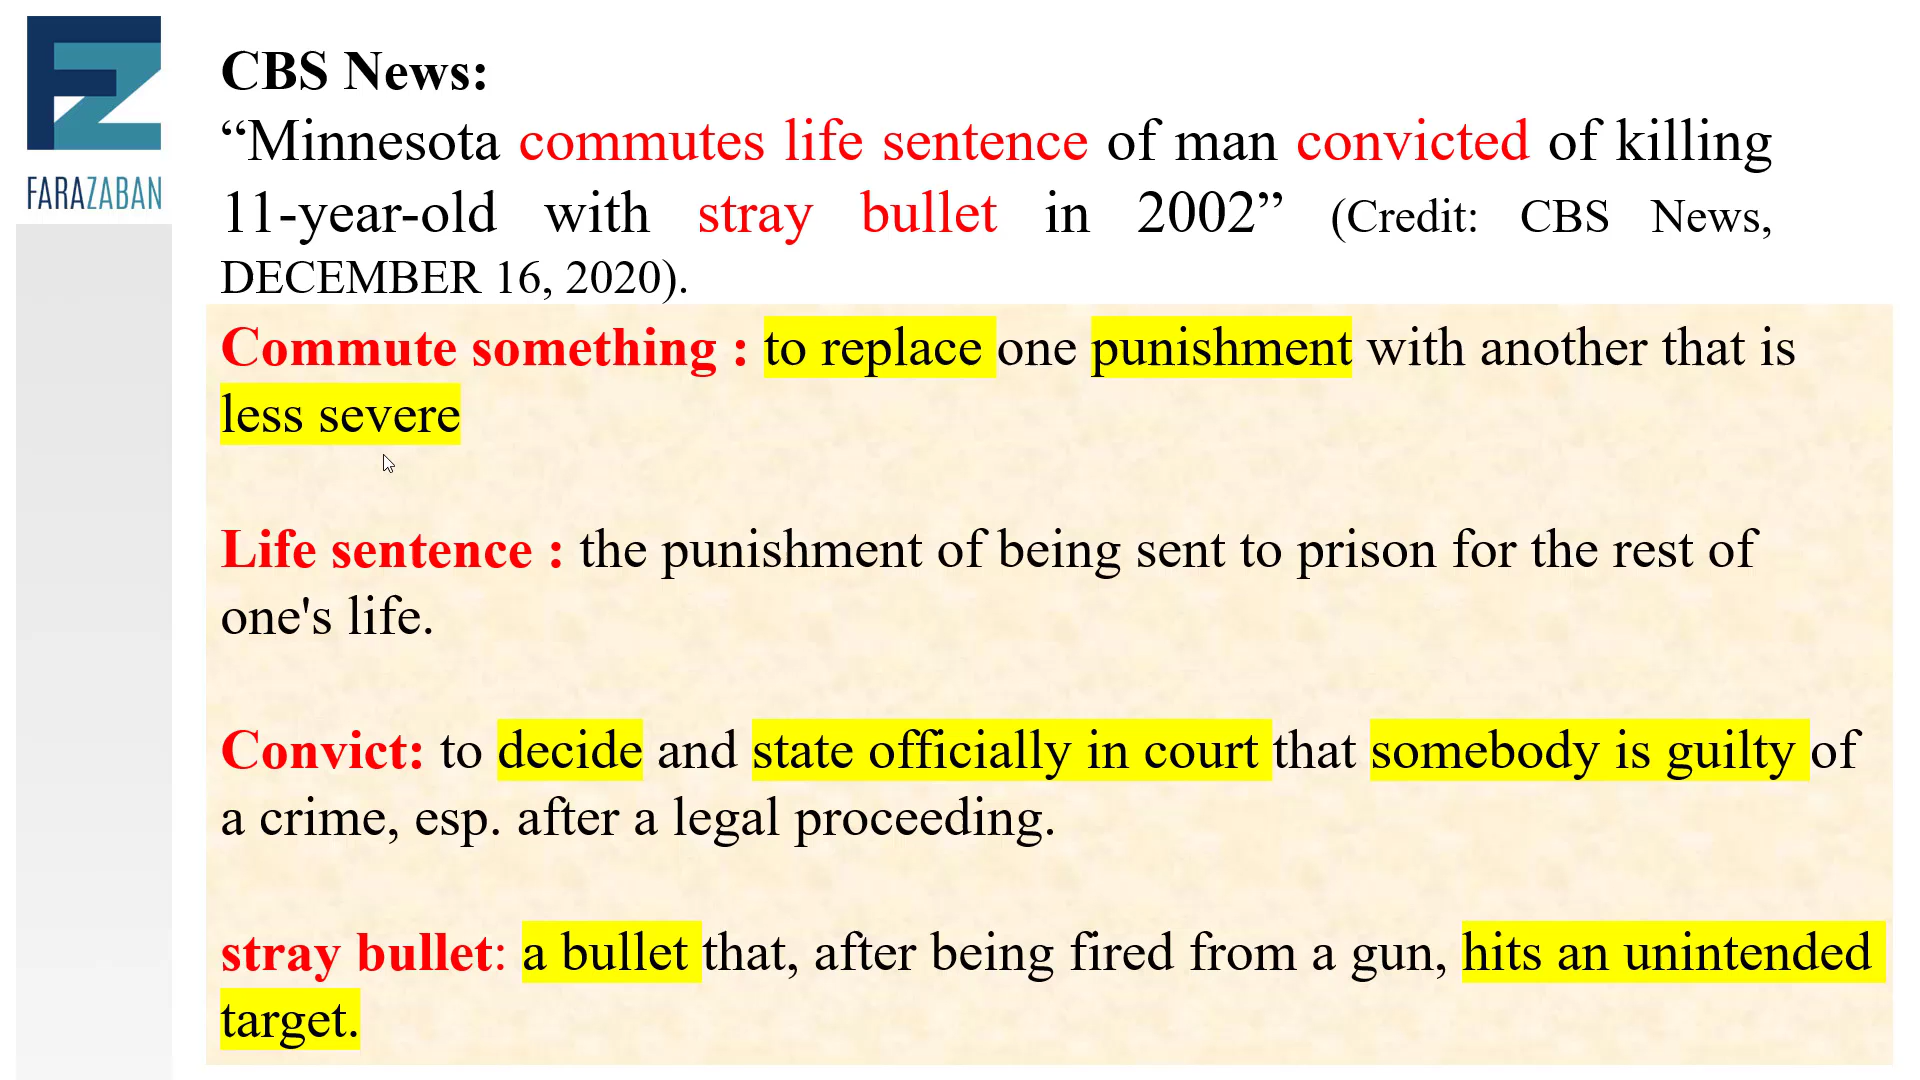 FARAZABAN
CBS News:
“Minnesota commutes life sentence of man convicted of killing
11-year-old with stray bullet in 2002” (Credit: CBS News,
DECEMBER 16, 2020).
Commute something : to replace one punishment with another that is
less severe
Life sentence : the punishment of being sent to prison for the rest of
one's life.
Convict: to decide and state officially in court that somebody is guilty of
a crime, esp. after a legal proceeding.
stray bullet: a bullet that, after being fired from a gun, hits an unintended
target.